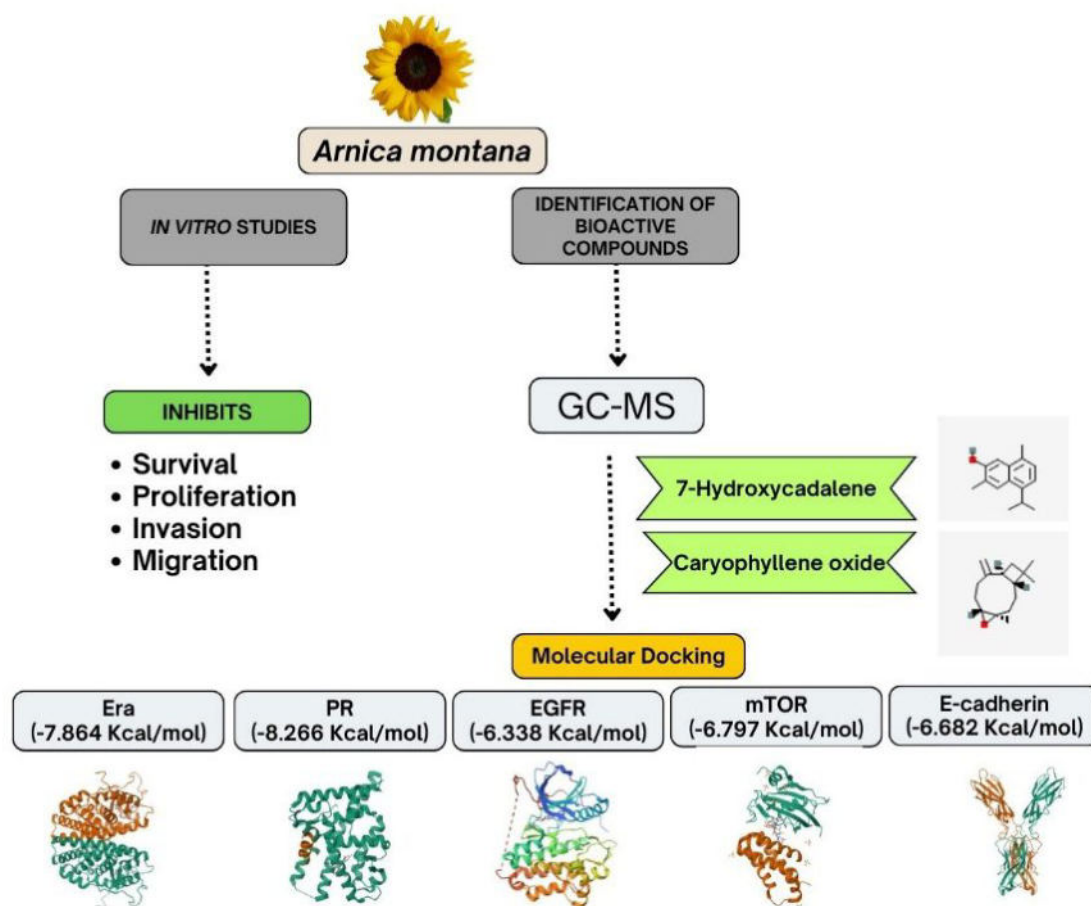 Arnica montana
IN VITRO STUDIES
IDENTIFICATION OF
BIOACTIVE
COMPOUNDS
INHIBITS
• Survival
• Proliferation
• Invasion
• Migration
GC-MS
7-Hydroxycadalene
Caryophyllene oxide
Molecular Docking
Era
(-7.864 Kcal/mol)
PR
(-8.266 Kcal/mol)
EGFR
(-6.338 Kcal/mol)
mTOR
(-6.797 Kcal/mol)
E-cadherin
(-6.682 Kcal/mol)